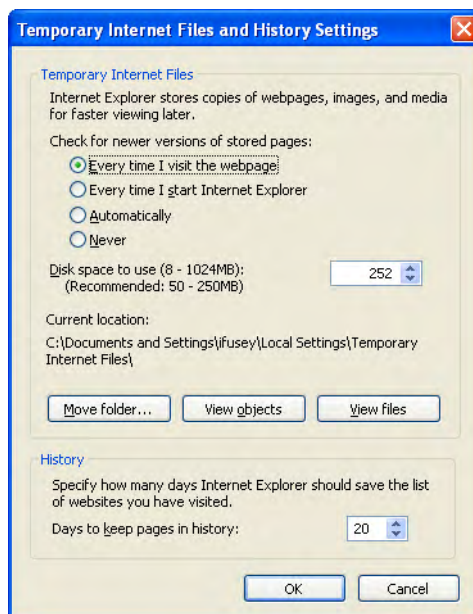 Temporary Internet Files and History Settings
Temporary Internet Files
Internet Explorer stores copies of webpages, images, and media
for faster viewing later.
Check for newer versions of stored pages:
Every time I visit the webpage
Every time I start Internet Explorer
Automatically
Never
Disk space to use (8 - 1024MB): 252
(Recommended: 50 - 250MB)
Current location:
C:\Documents and Settings\ifusey\Local Settings\Temporary
Internet Files\
Move folder... View objects View files
History
Specify how many days Internet Explorer should save the list
of websites you have visited.
Days to keep pages in history: 20
OK Cancel